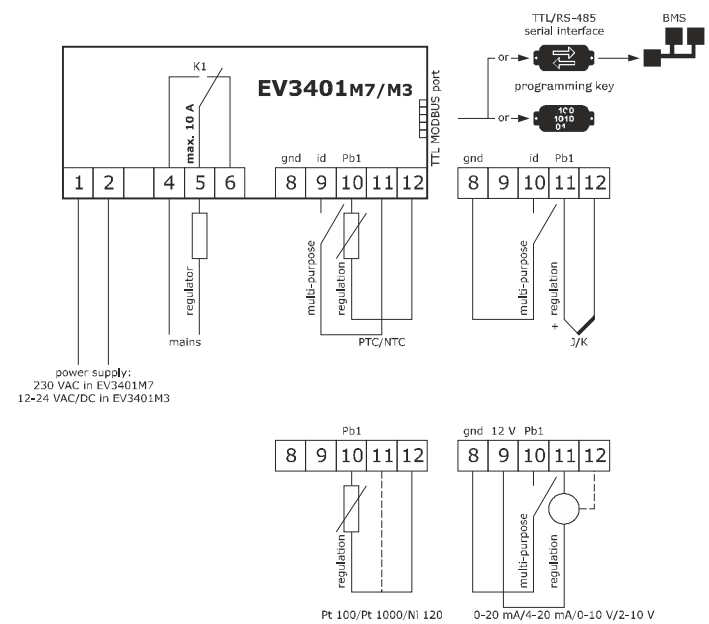 TTL/RS-485
serial interface
BMS
K1
EV3401M7/M3
or
programming key
max. 10 A
TTL MODBUS port
or
100
1010
01
gnd id Pb1
gnd id Pb1
1 2 4 5 6 8 9 10 11 12
8 9 10 11 12
regulator
multi-purpose
regulation
multi-purpose
+ regulation
mains
PTC/NTC
J/K
power supply:
230 VAC in EV3401M7
12-24 VAC/DC in EV3401M3
Pb1
gnd 12 V Pb1
8 9 10 11 12
8 9 10 11 12
regulation
multi-purpose
regulation
Pt 100/Pt 1000/Ni 120
0-20 mA/4-20 mA/0-10 V/2-10 V